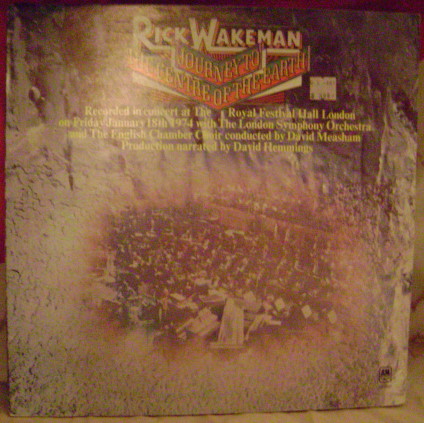 RICK WAKEMAN
JOURNEY TO
THE CENTRE OF THE EARTH
Recorded in concert at The Royal Festival Hall London
on Friday January 18th 1974 with The London Symphony Orchestra
and The English Chamber Choir conducted by David Measham
Production narrated by David Hemmings
A&M